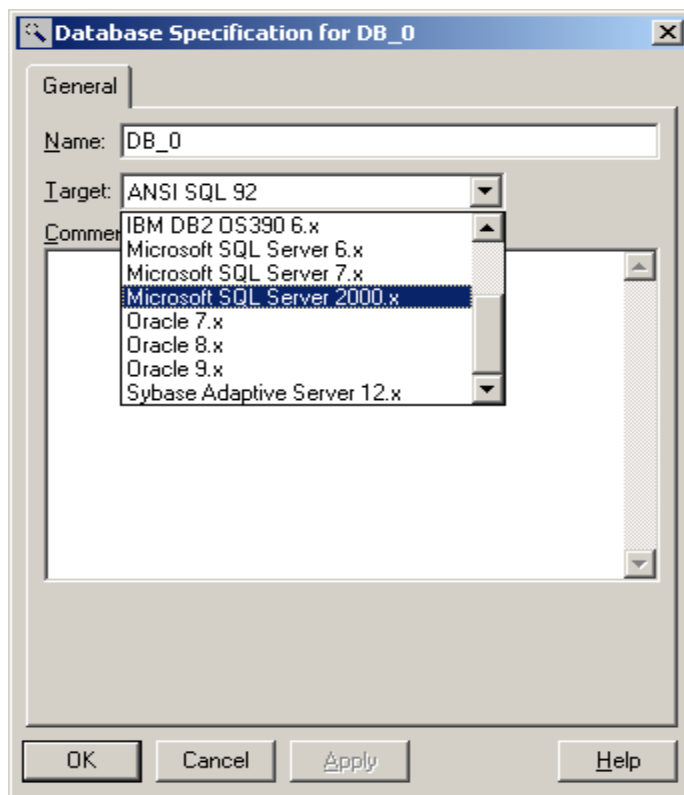 Database Specification for DB_0
General
Name: DB_0
Target: ANSI SQL 92
IBM DB2 OS390 6.x
Commen
Microsoft SQL Server 6.x
Microsoft SQL Server 7.x
Microsoft SQL Server 2000.x
Oracle 7.x
Oracle 8.x
Oracle 9.x
Sybase Adaptive Server 12.x
OK Cancel Apply Help